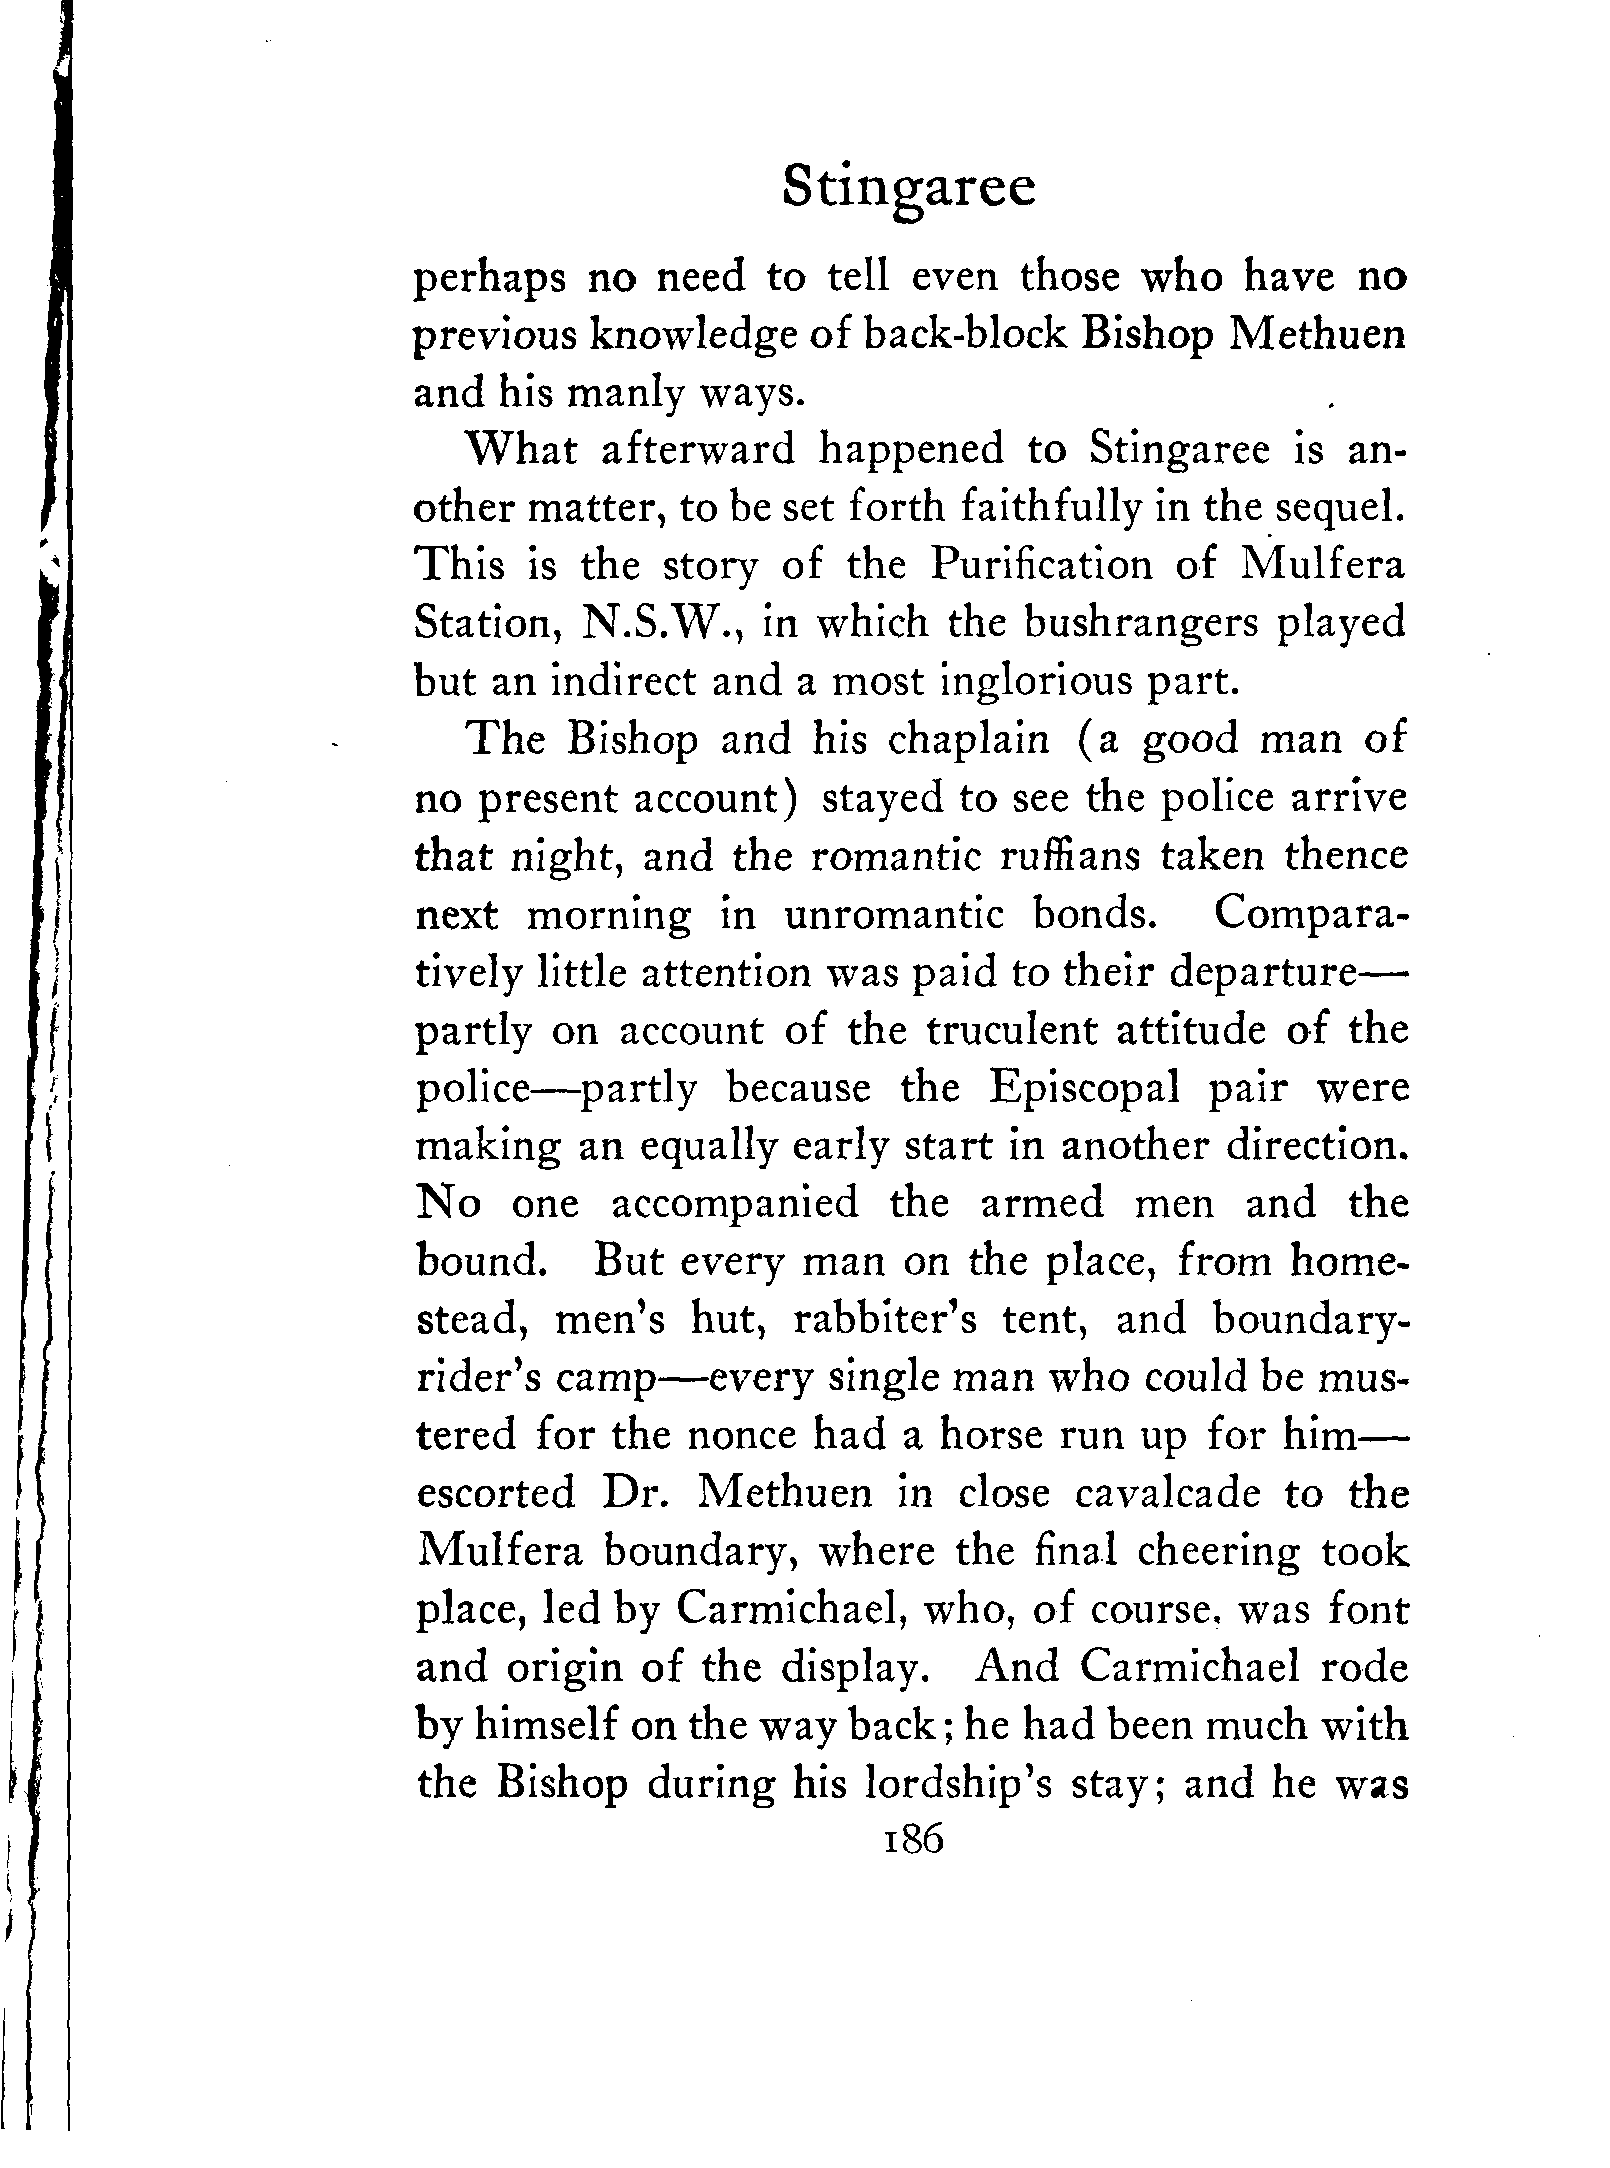 Stingaree
perhaps no need to tell even those who have no
previous knowledge of back-block Bishop Methuen
and his manly ways.
What afterward happened to Stingaree is an-
other matter, to be set forth faithfully in the sequel.
This is the story of the Purification of Mulfera
Station, N.S.W., in which the bushrangers played
but an indirect and a most inglorious part.
The Bishop and his chaplain (a good man of
no present account) stayed to see the police arrive
that night, and the romantic ruffians taken thence
next morning in unromantic bonds. Compara-
tively little attention was paid to their departure—
partly on account of the truculent attitude of the
police—partly because the Episcopal pair were
making an equally early start in another direction.
No one accompanied the armed men and the
bound. But every man on the place, from home-
stead, men's hut, rabbiter's tent, and boundary-
rider's camp—every single man who could be mus-
tered for the nonce had a horse run up for him—
escorted Dr. Methuen in close cavalcade to the
Mulfera boundary, where the final cheering took
place, led by Carmichael, who, of course, was font
and origin of the display. And Carmichael rode
by himself on the way back; he had been much with
the Bishop during his lordship's stay; and he was
186